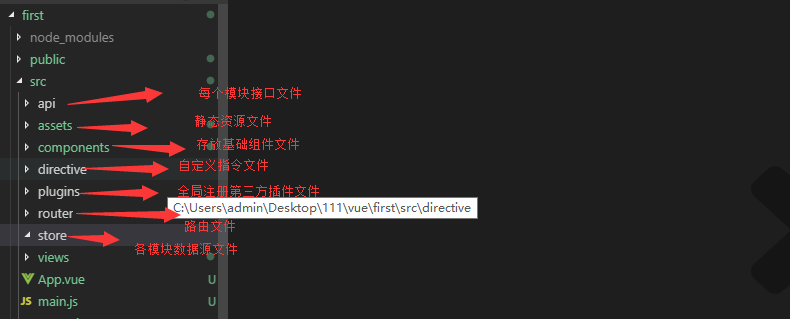 first
node_modules
public
src
api 每个模块接口文件
assets 静态资源文件
components 存放基础组件文件
directive 自定义指令文件
plugins 全局注册第三方插件文件
C:\Users\admin\Desktop\111\vue\first\src\directive
router 路由文件
store 各模块数据源文件
views
App.vue U
JS main.js U